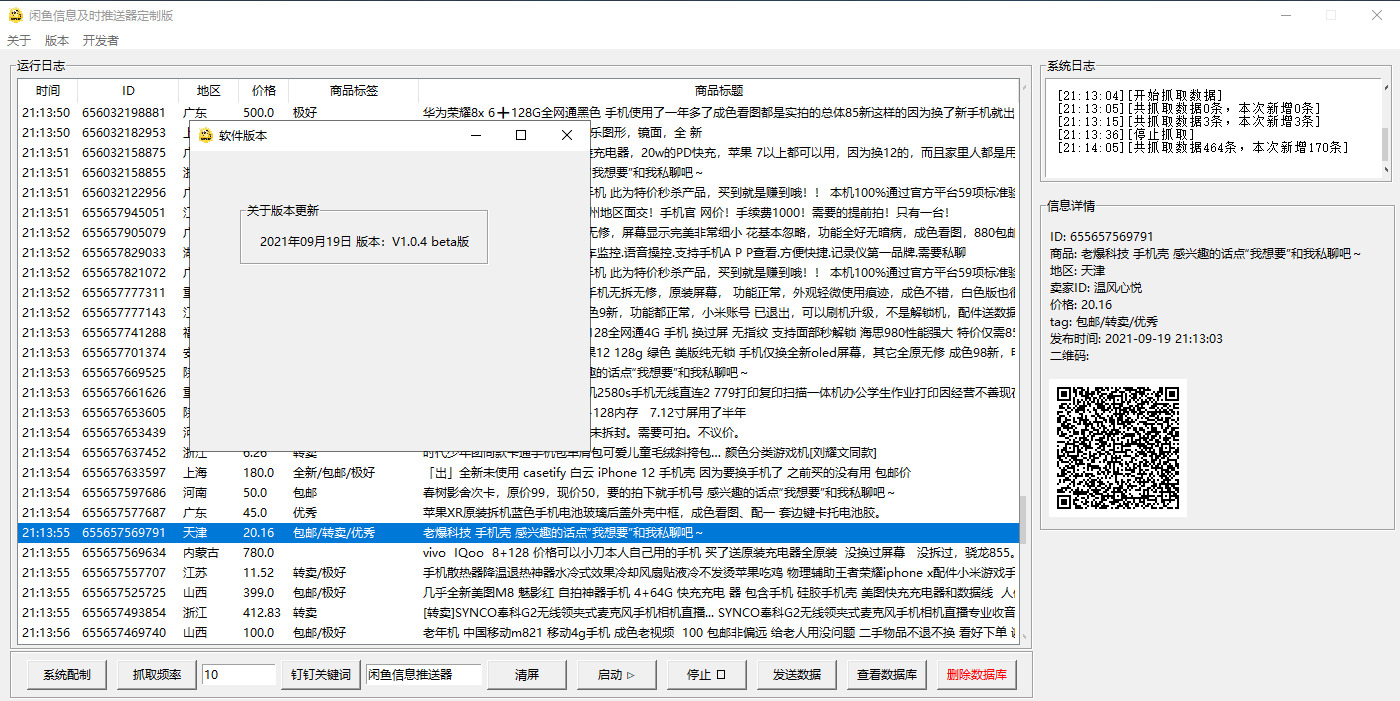 闲鱼信息及时推送器定制版
关于 版本 开发者
运行日志
时间 ID 地区 价格 商品标签 商品标题
21:13:50 656032198881 广东 500.0 极好 华为荣耀8x 6＋128G全网通黑色 手机使用了一年多了成色看图都是实拍的总体85新这样的因为换了新手机就出
21:13:50 656032182953 乐图形，镜面，全 新
21:13:51 656032158875 充电器，20w的PD快充，苹果 7以上都可以用，因为换12的，而且家里人都是用
21:13:51 656032158855 我想要”和我私聊吧～
21:13:51 656032122956 手机 此为特价秒杀产品，买到就是赚到哦！！ 本机100%通过官方平台59项标准验
21:13:51 655657945051 州地区面交！手机官 网价！手续费1000！需要的提前拍！只有一台！
21:13:52 655657905079 无修，屏幕显示完美非常细小 花基本忽略，功能全好无暗病，成色看图，880包邮
21:13:52 655657829033 车监控.语音操控.支持手机A P P查看.方便快捷.记录仪第一品牌.需要私聊
21:13:52 655657821072 手机 此为特价秒杀产品，买到就是赚到哦！！ 本机100%通过官方平台59项标准验
21:13:52 655657777311 手机无拆无修，原装屏幕， 功能正常，外观轻微使用痕迹，成色不错，白色版也很
21:13:52 655657777143 色9新，功能都正常，小米账号 已退出，可以刷机升级，不是解锁机，配件送数据
21:13:53 655657741288 128全网通4G 手机 换过屏 无指纹 支持面部秒解锁 海思980性能强大 特价仅需85
21:13:53 655657701374 果12 128g 绿色 美版纯无锁 手机仅换全新oled屏幕，其它全原无修 成色98新，电
21:13:53 655657669525 趣的话点“我想要”和我私聊吧～
21:13:53 655657661626 机2580s手机无线直连2 779打印复印扫描一体机办公学生作业打印因经营不善现在
21:13:53 655657653605 128内存 7.12寸屏用了半年
21:13:54 655657653439 未拆封。需要可拍。不议价。
21:13:54 655657637452 浙江 6.26 转卖 时代少年团同款卡通手机包单肩包可爱儿童毛绒斜挎包... 颜色分类游戏机[刘耀文同款]
21:13:54 655657633597 上海 180.0 全新/包邮/极好 「出」全新未使用 casetify 白云 iPhone 12 手机壳 因为要换手机了 之前买的没有用 包邮价
21:13:54 655657597686 河南 50.0 包邮 春树影舍次卡，原价99，现价50，要的拍下就手机号 感兴趣的话点“我想要”和我私聊吧～
21:13:54 655657577687 广东 45.0 优秀 苹果XR原装拆机蓝色手机电池玻璃后盖外壳中框，成色看图、配一 套边键卡托电池胶。
21:13:55 655657569791 天津 20.16 包邮/转卖/优秀 老爆科技 手机壳 感兴趣的话点“我想要”和我私聊吧～
21:13:55 655657569634 内蒙古 780.0 vivo IQoo 8+128 价格可以小刀本人自己用的手机 买了送原装充电器全原装 没换过屏幕 没拆过，骁龙855。
21:13:55 655657557707 江苏 11.52 转卖/极好 手机散热器降温退热神器水冷式效果冷却风扇贴液冷不发烫苹果吃鸡 物理辅助王者荣耀iphone x配件小米游戏手
21:13:55 655657525725 山西 399.0 包邮/极好 几乎全新美图M8 魅影红 自拍神器手机 4+64G 快充充电 器 包含手机 硅胶手机壳 美图快充充电器和数据线
21:13:55 655657493854 浙江 412.83 转卖 [转卖]SYNCO奉科G2无线领夹式麦克风手机相机直播... SYNCO奉科G2无线领夹式麦克风手机相机直播专业收音
21:13:56 655657469740 山西 100.0 包邮/极好 老年机 中国移动m821 移动4g手机 成色老视频 100 包邮非偏远 给老人用没问题 二手物品不退不换 看好下单
软件版本
关于版本更新
2021年09月19日 版本：V1.0.4 beta版
系统配制 抓取频率 10 钉钉关键词 闲鱼信息推送器 清屏 启动 ▷ 停止 □ 发送数据 查看数据库 删除数据库
系统日志
[21:13:04][开始抓取数据]
[21:13:05][共抓取数据0条，本次新增0条]
[21:13:15][共抓取数据3条，本次新增3条]
[21:13:36][停止抓取]
[21:14:05][共抓取数据464条，本次新增170条]
信息详情
ID: 655657569791
商品: 老爆科技 手机壳 感兴趣的话点“我想要”和我私聊吧～
地区: 天津
卖家ID: 温风心悦
价格: 20.16
tag: 包邮/转卖/优秀
发布时间: 2021-09-19 21:13:03
二维码: